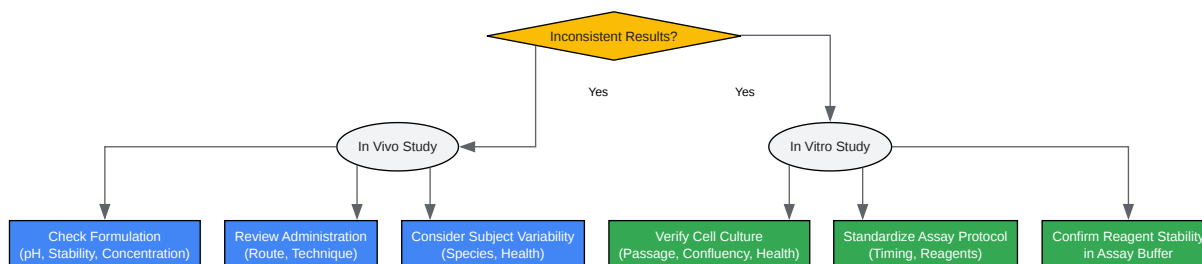 Inconsistent Results?
Yes
Yes
In Vivo Study
In Vitro Study
Check Formulation
(pH, Stability, Concentration)
Review Administration
(Route, Technique)
Consider Subject Variability
(Species, Health)
Verify Cell Culture
(Passage, Confluency, Health)
Standardize Assay Protocol
(Timing, Reagents)
Confirm Reagent Stability
in Assay Buffer